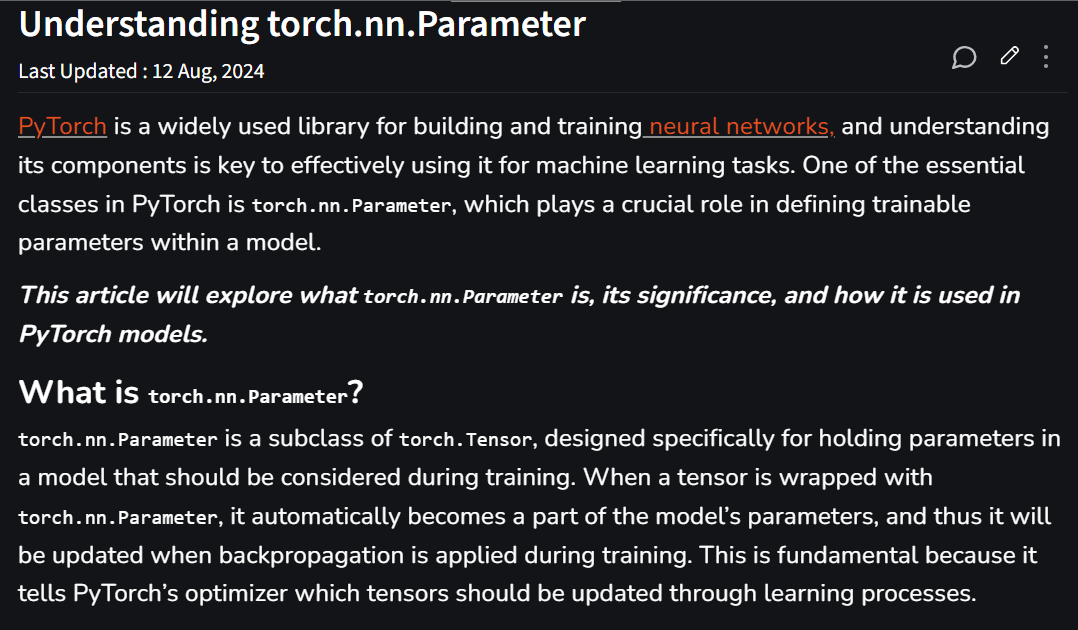 Understanding torch.nn.Parameter
Last Updated : 12 Aug, 2024
PyTorch is a widely used library for building and training neural networks, and understanding
its components is key to effectively using it for machine learning tasks. One of the essential
classes in PyTorch is torch.nn.Parameter, which plays a crucial role in defining trainable
parameters within a model.
This article will explore what torch.nn.Parameter is, its significance, and how it is used in
PyTorch models.
What is torch.nn.Parameter?
torch.nn.Parameter is a subclass of torch.Tensor, designed specifically for holding parameters in
a model that should be considered during training. When a tensor is wrapped with
torch.nn.Parameter, it automatically becomes a part of the model’s parameters, and thus it will
be updated when backpropagation is applied during training. This is fundamental because it
tells PyTorch’s optimizer which tensors should be updated through learning processes.